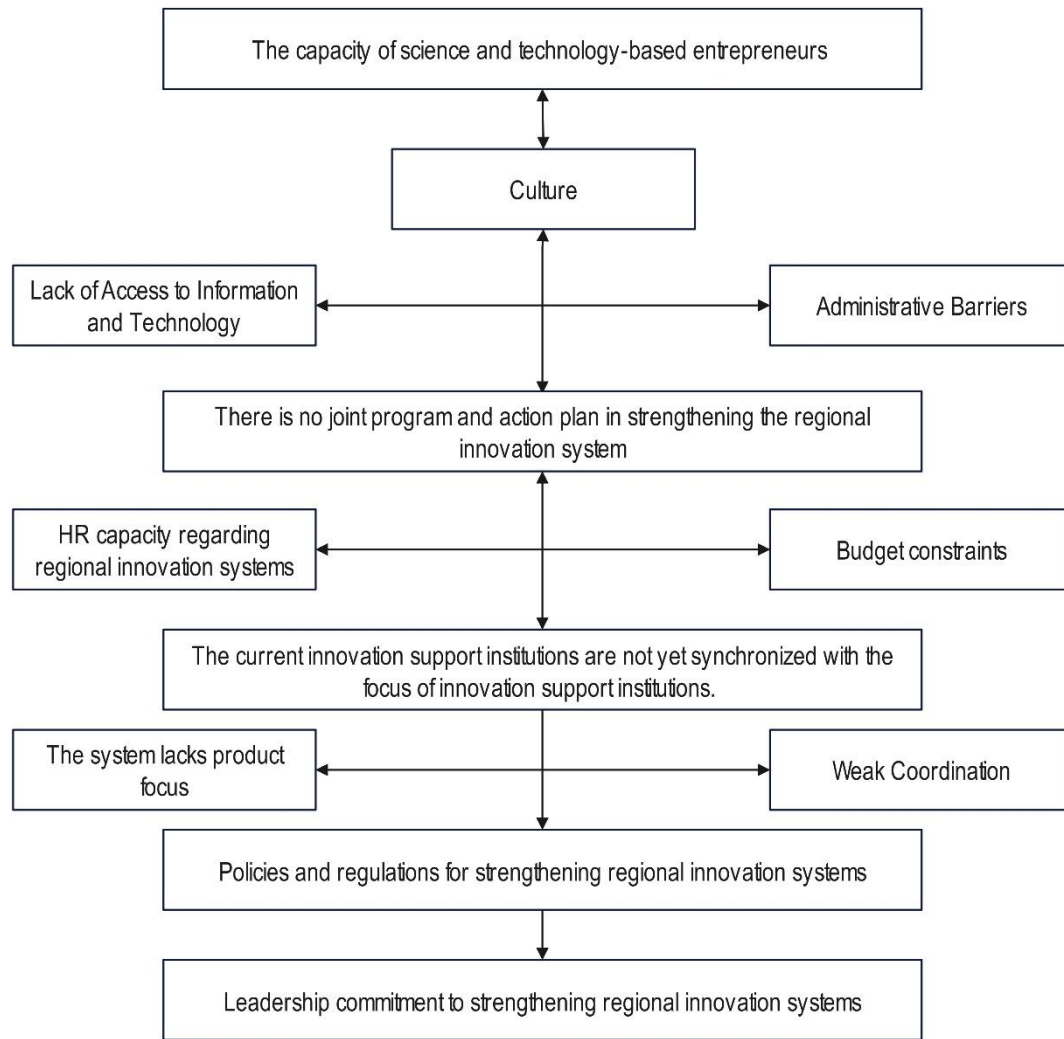 The capacity of science and technology-based entrepreneurs
Culture
Lack of Access to Information
and Technology
Administrative Barriers
There is no joint program and action plan in strengthening the regional
innovation system
HR capacity regarding
regional innovation systems
Budget constraints
The current innovation support institutions are not yet synchronized with the
focus of innovation support institutions.
The system lacks product
focus
Weak Coordination
Policies and regulations for strengthening regional innovation systems
Leadership commitment to strengthening regional innovation systems